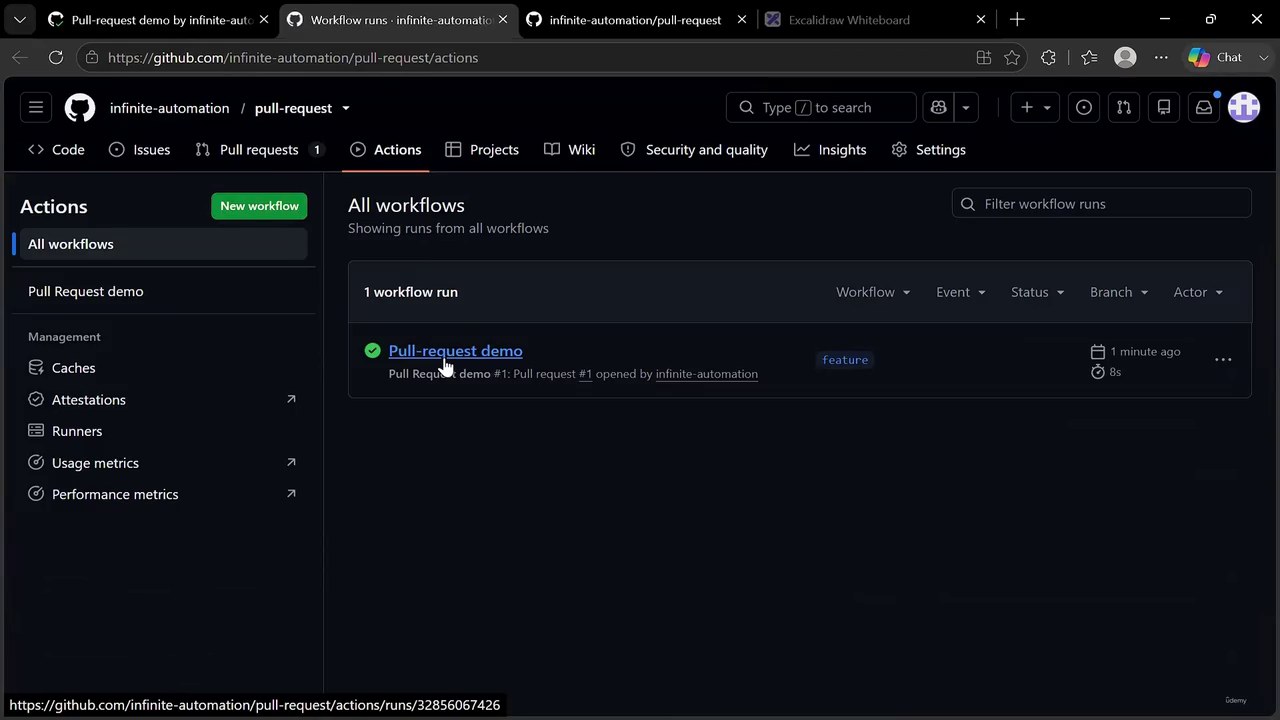 Pull-request demo by infinite-auto
Workflow runs · infinite-automatio
infinite-automation/pull-request
Excalidraw Whiteboard
https://github.com/infinite-automation/pull-request/actions
Chat
infinite-automation / pull-request
Type / to search
Code
Issues
Pull requests 1
Actions
Projects
Wiki
Security and quality
Insights
Settings
Actions
New workflow
All workflows
Pull Request demo
Management
Caches
Attestations
Runners
Usage metrics
Performance metrics
All workflows
Showing runs from all workflows
Filter workflow runs
1 workflow run
Workflow
Event
Status
Branch
Actor
Pull-request demo
Pull Request demo #1: Pull request #1 opened by infinite-automation
feature
1 minute ago
8s
https://github.com/infinite-automation/pull-request/actions/runs/32856067426
udemy